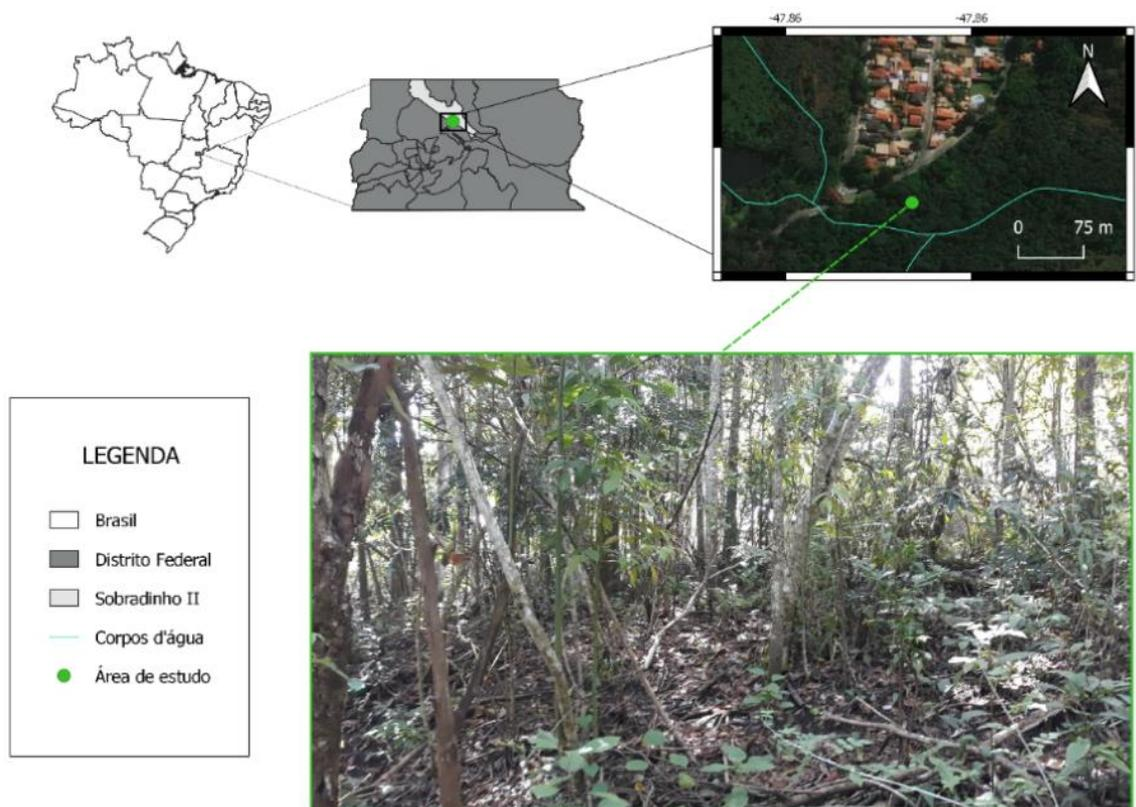 -47.86 -47.86
N
0 75 m
LEGENDA
Brasil
Distrito Federal
Sobradinho II
Corpos d'água
Área de estudo